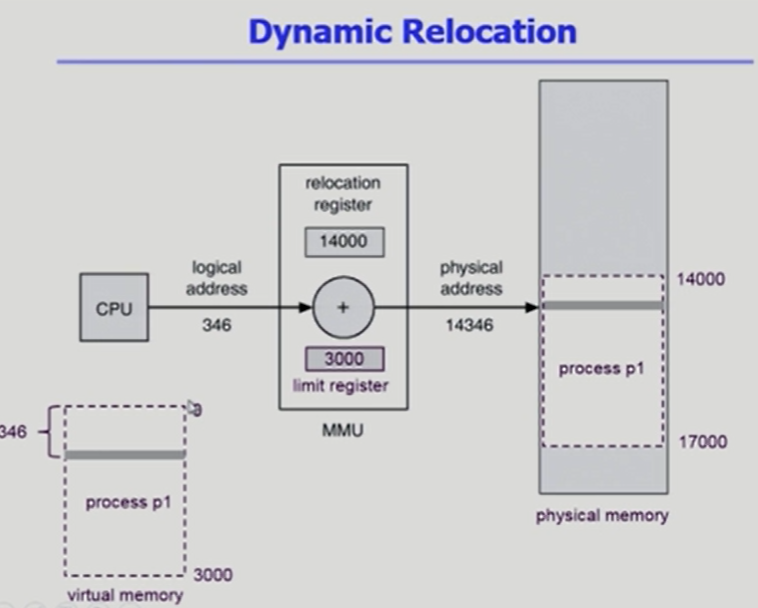 Dynamic Relocation
relocation
register
14000
logical
address
physical
address
CPU
+
346
14346
3000
limit register
MMU
14000
process p1
17000
physical memory
0
346
process p1
3000
virtual memory